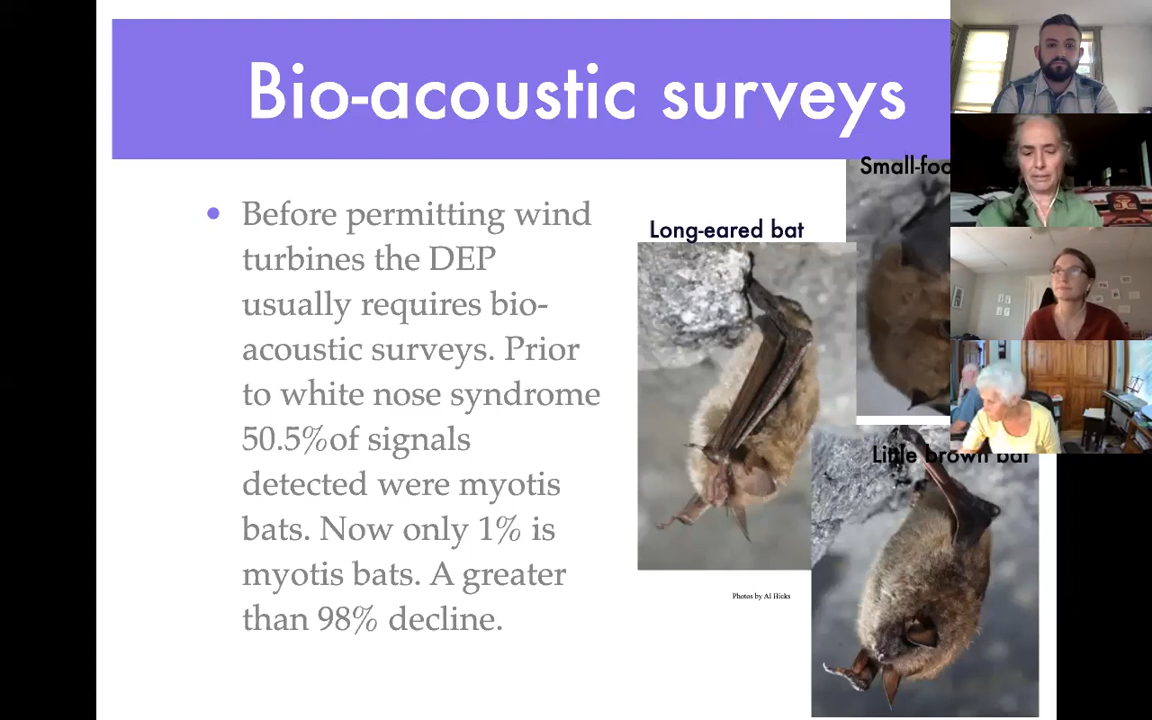 Bio-acoustic surveys
Before permitting wind
turbines the DEP
usually requires bio-
acoustic surveys. Prior
to white nose syndrome
50.5%of signals
detected were myotis
bats. Now only 1% is
myotis bats. A greater
than 98% decline.
Small-foo
Long-eared bat
Little brown bat
Photos by Al Hicks